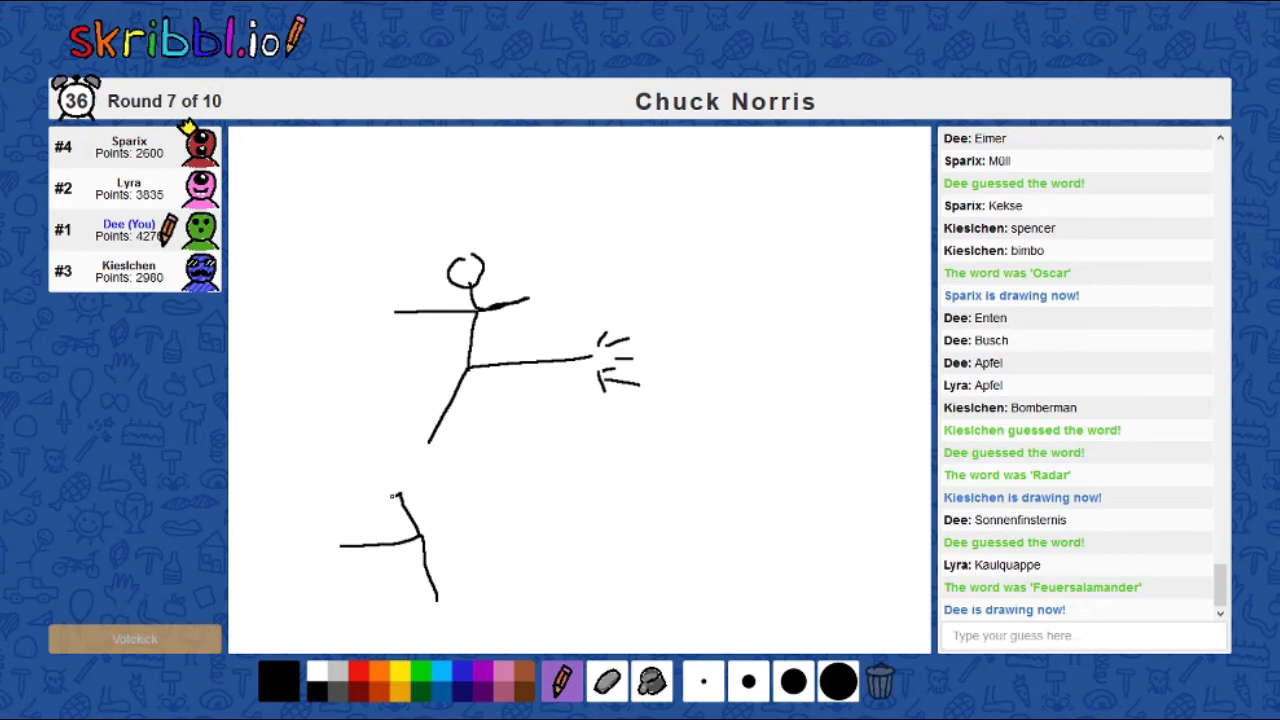 skribbl.io
36
Round 7 of 10
Chuck Norris
#4
Sparix
Points: 2600
#2
Lyra
Points: 3835
#1
Dee (You)
Points: 4270
#3
Kieslchen
Points: 2980
Votekick
Dee: Eimer
Sparix: Müll
Dee guessed the word!
Sparix: Kekse
Kieslchen: spencer
Kieslchen: bimbo
The word was 'Oscar'
Sparix is drawing now!
Dee: Enten
Dee: Busch
Dee: Apfel
Lyra: Apfel
Kieslchen: Bomberman
Kieslchen guessed the word!
Dee guessed the word!
The word was 'Radar'
Kieslchen is drawing now!
Dee: Sonnenfinsternis
Dee guessed the word!
Lyra: Kaulquappe
The word was 'Feuersalamander'
Dee is drawing now!
Type your guess here...